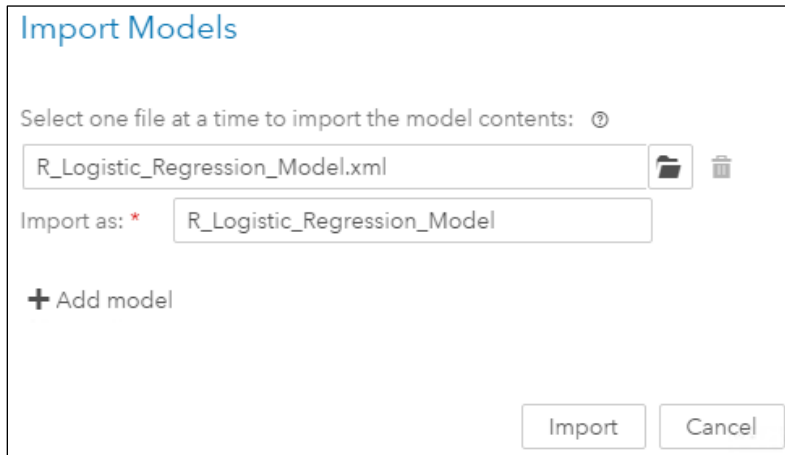 Import Models
Select one file at a time to import the model contents: ?
R_Logistic_Regression_Model.xml
Import as: * R_Logistic_Regression_Model
+ Add model
Import Cancel